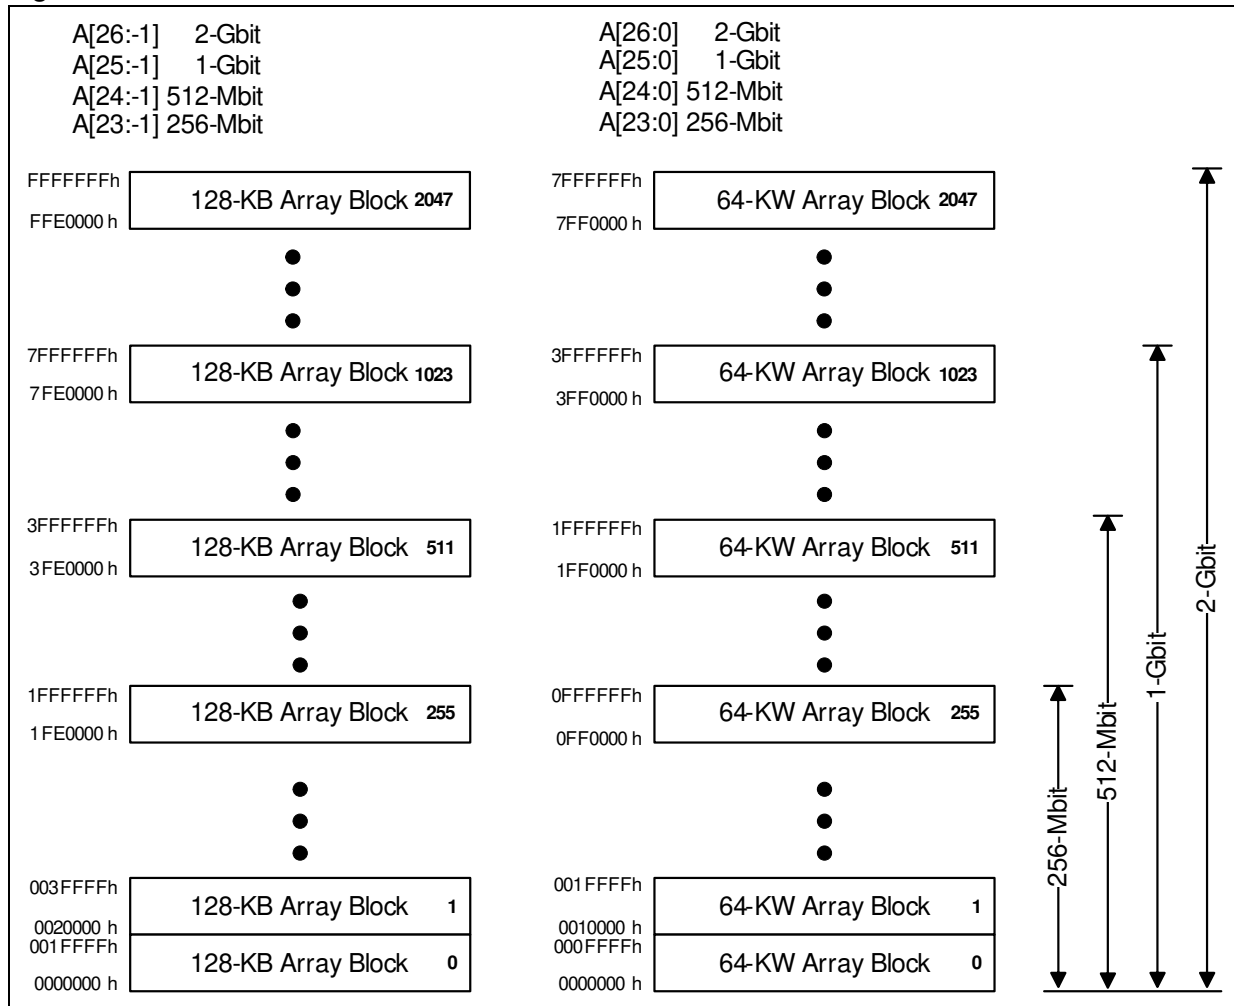 A[26:-1] 2-Gbit
A[25:-1] 1-Gbit
A[24:-1] 512-Mbit
A[23:-1] 256-Mbit
A[26:0] 2-Gbit
A[25:0] 1-Gbit
A[24:0] 512-Mbit
A[23:0] 256-Mbit
FFFFFFFh
128-KB Array Block 2047
FFE0000 h
7FFFFFFh
64-KW Array Block 2047
7FF0000 h
7FFFFFFh
128-KB Array Block 1023
7FE0000 h
3FFFFFFh
64-KW Array Block 1023
3FF0000 h
3FFFFFFh
128-KB Array Block 511
3FE0000 h
1FFFFFFh
64-KW Array Block 511
1FF0000 h
1FFFFFFh
128-KB Array Block 255
1FE0000 h
0FFFFFFh
64-KW Array Block 255
0FF0000 h
003FFFFh
128-KB Array Block 1
0020000 h
001FFFFh
128-KB Array Block 0
0000000 h
001FFFFh
64-KW Array Block 1
0010000 h
000FFFFh
64-KW Array Block 0
0000000 h
256-Mbit
512-Mbit
1-Gbit
2-Gbit